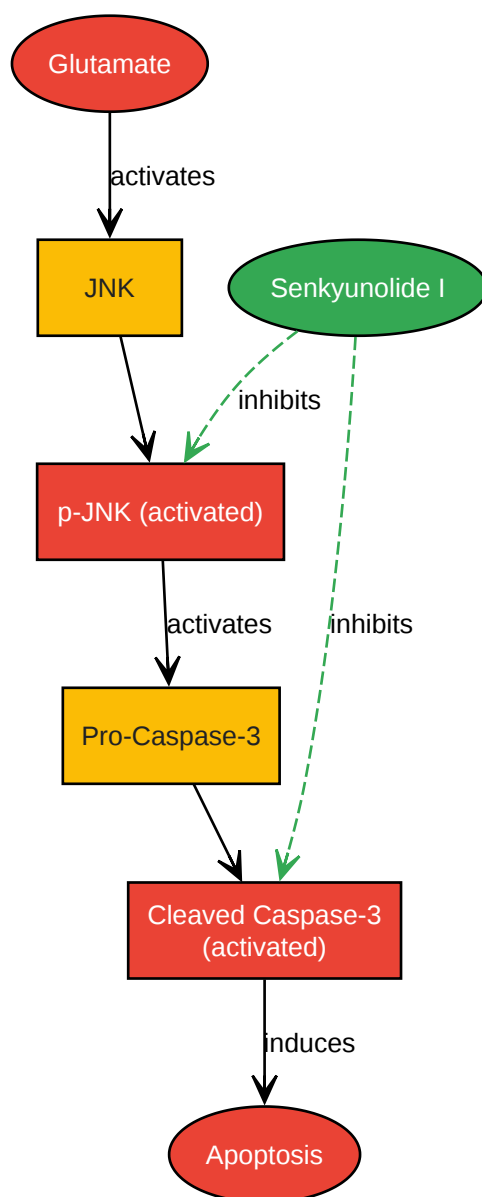 Glutamate
activates
JNK
Senkyunolide I
inhibits
p-JNK (activated)
activates
inhibits
Pro-Caspase-3
Cleaved Caspase-3
(activated)
induces
Apoptosis